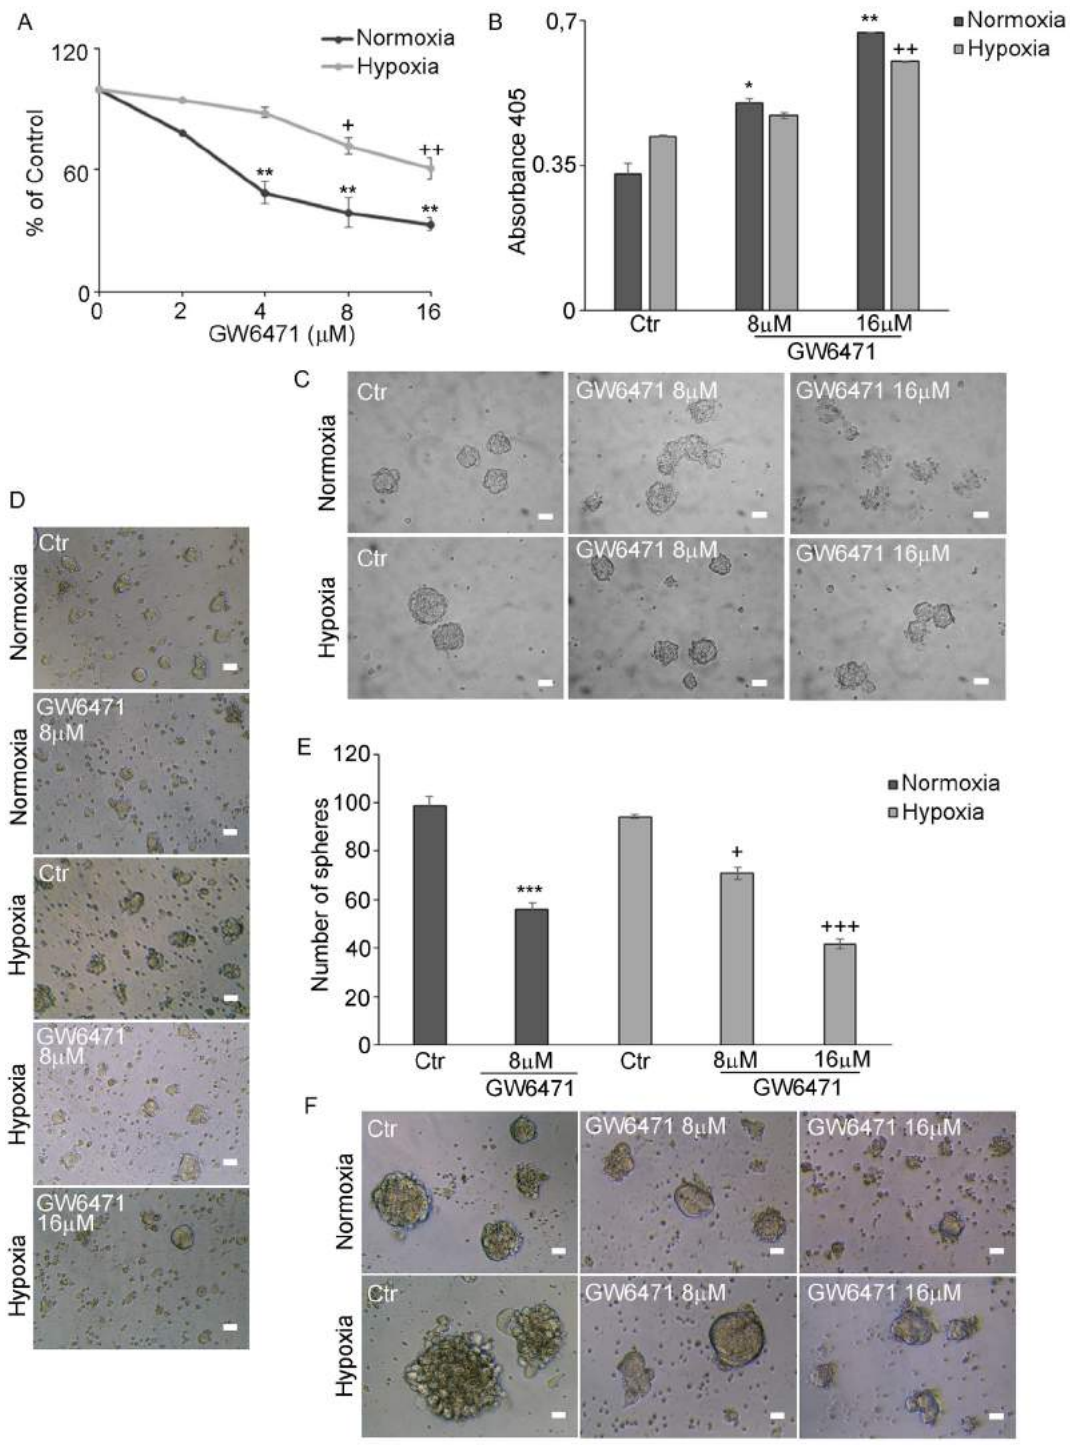 A
Normoxia
Hypoxia
120
60
0
% of Control
+
++
**
**
**
0 2 4 8 16
GW6471 (μM)
B
Normoxia
Hypoxia
0,7
0.35
0
Absorbance 405
*
**
++
Ctr 8μM 16μM
GW6471
C
Normoxia
Ctr
GW6471 8μM
GW6471 16μM
Hypoxia
Ctr
GW6471 8μM
GW6471 16μM
D
Normoxia
Ctr
Normoxia
GW6471
8μM
Hypoxia
Ctr
Hypoxia
GW6471
8μM
Hypoxia
GW6471
16μM
E
Normoxia
Hypoxia
120
100
80
60
40
20
0
Number of spheres
***
+
+++
Ctr 8μM Ctr 8μM 16μM
GW6471 GW6471
F
Normoxia
Ctr
GW6471 8μM
GW6471 16μM
Hypoxia
Ctr
GW6471 8μM
GW6471 16μM